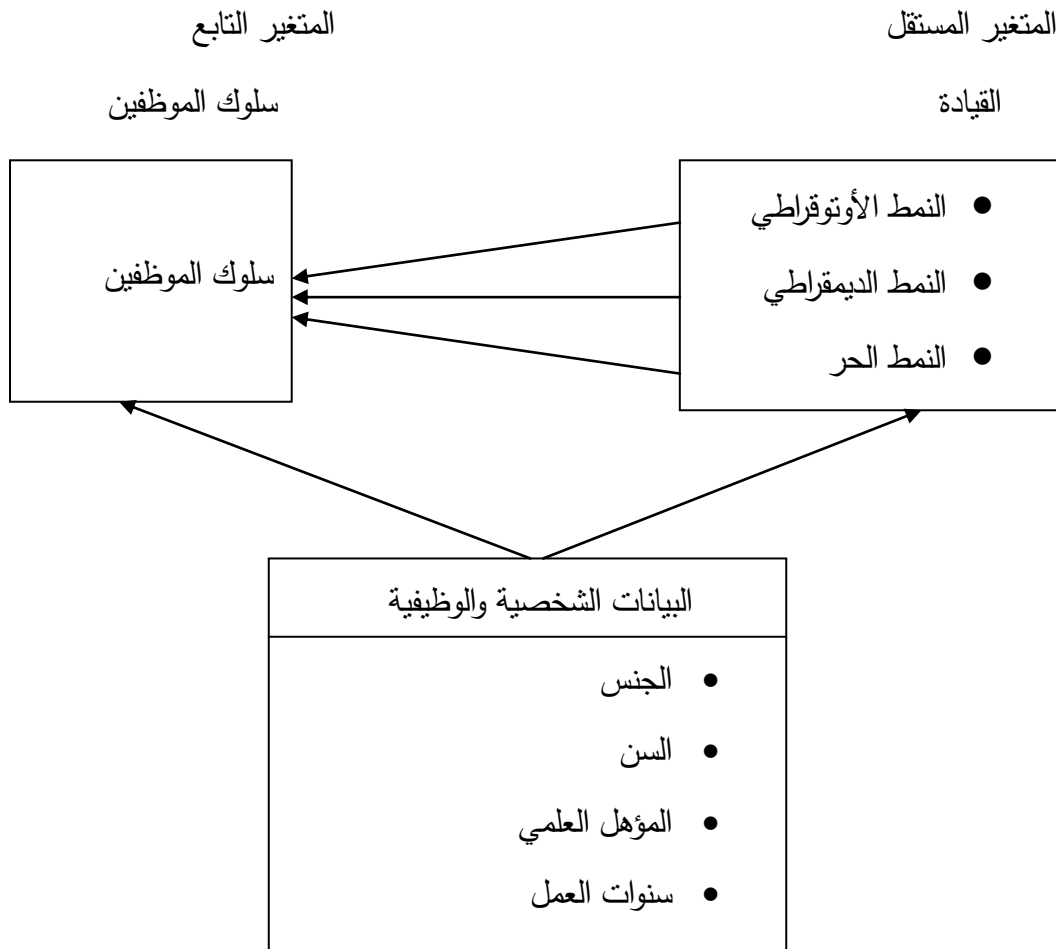 المتغير المستقل
المتغير التابع
القيادة
سلوك الموظفين
● النمط الأوتوقراطي
● النمط الديمقراطي
● النمط الحر
سلوك الموظفين
البيانات الشخصية والوظيفية
● الجنس
● السن
● المؤهل العلمي
● سنوات العمل